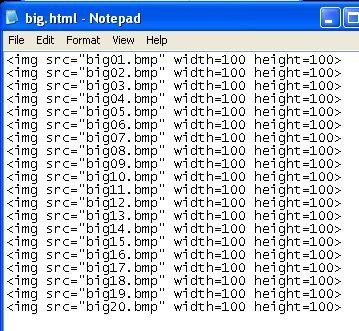 big.html - Notepad
File Edit Format View Help
<img src="big01.bmp" width=100 height=100>
<img src="big02.bmp" width=100 height=100>
<img src="big03.bmp" width=100 height=100>
<img src="big04.bmp" width=100 height=100>
<img src="big05.bmp" width=100 height=100>
<img src="big06.bmp" width=100 height=100>
<img src="big07.bmp" width=100 height=100>
<img src="big08.bmp" width=100 height=100>
<img src="big09.bmp" width=100 height=100>
<img src="big10.bmp" width=100 height=100>
<img src="big11.bmp" width=100 height=100>
<img src="big12.bmp" width=100 height=100>
<img src="big13.bmp" width=100 height=100>
<img src="big14.bmp" width=100 height=100>
<img src="big15.bmp" width=100 height=100>
<img src="big16.bmp" width=100 height=100>
<img src="big17.bmp" width=100 height=100>
<img src="big18.bmp" width=100 height=100>
<img src="big19.bmp" width=100 height=100>
<img src="big20.bmp" width=100 height=100>